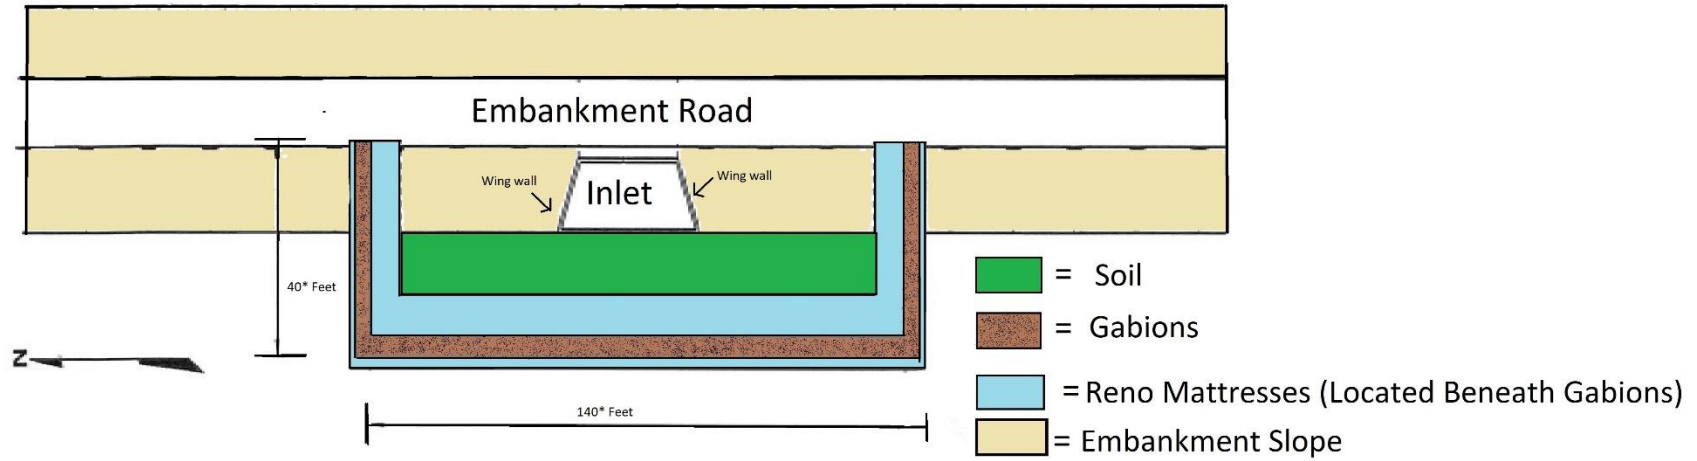 Embankment Road
Wing wall
Wing wall
Inlet
40* Feet
= Soil
= Gabions
= Reno Mattresses (Located Beneath Gabions)
= Embankment Slope
N
140* Feet